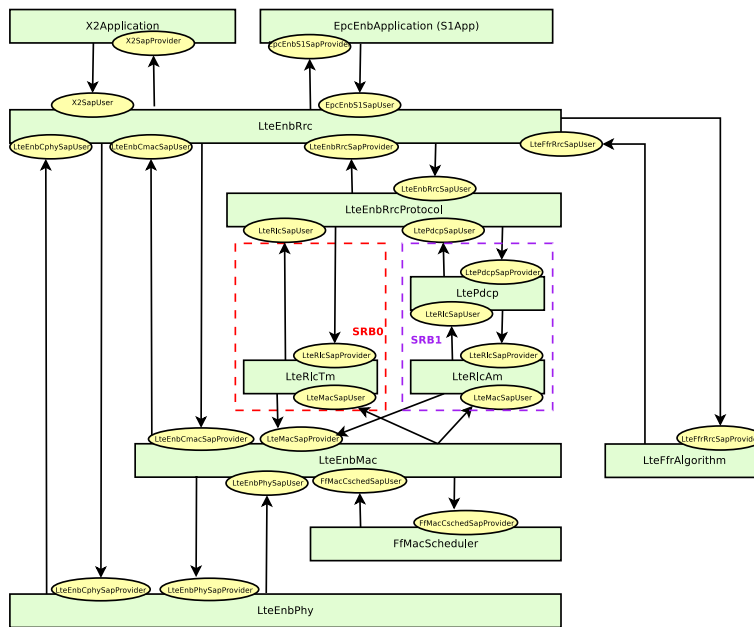 X2Application
EpcEnbApplication (S1App)
X2SapProvider
EpcEnbS1SapProvider
X2SapUser
EpcEnbS1SapUser
LteEnbRrc
LteEnbCphySapUser
LteEnbCmacSapUser
LteEnbRrcSapProvider
LteFfrRrcSapUser
LteEnbRrcSapUser
LteEnbRrcProtocol
LteRlcSapUser
LtePdcpSapUser
LtePdcpSapProvider
LtePdcp
LteRlcSapUser
SRB0
SRB1
LteRlcSapProvider
LteRlcSapProvider
LteRlcTm
LteRlcAm
LteMacSapUser
LteMacSapUser
LteEnbCmacSapProvider
LteMacSapProvider
LteFfrRrcSapProvider
LteEnbMac
LteFfrAlgorithm
LteEnbPhySapUser
FfMacCschedSapUser
FfMacCschedSapProvider
FfMacScheduler
LteEnbCphySapProvider
LteEnbPhySapProvider
LteEnbPhy